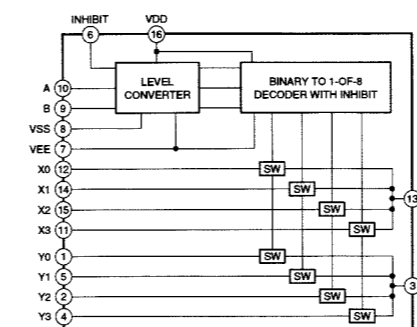 INHIBIT VDD
6 16
LEVEL CONVERTER
BINARY TO 1-OF-8 DECODER WITH INHIBIT
A 10
B 9
VSS 8
VEE 7
X0 12 SW
X1 14 SW 13
X2 15 SW
X3 11 SW
Y0 1 SW
Y1 5 SW 3
Y2 2 SW
Y3 4 SW